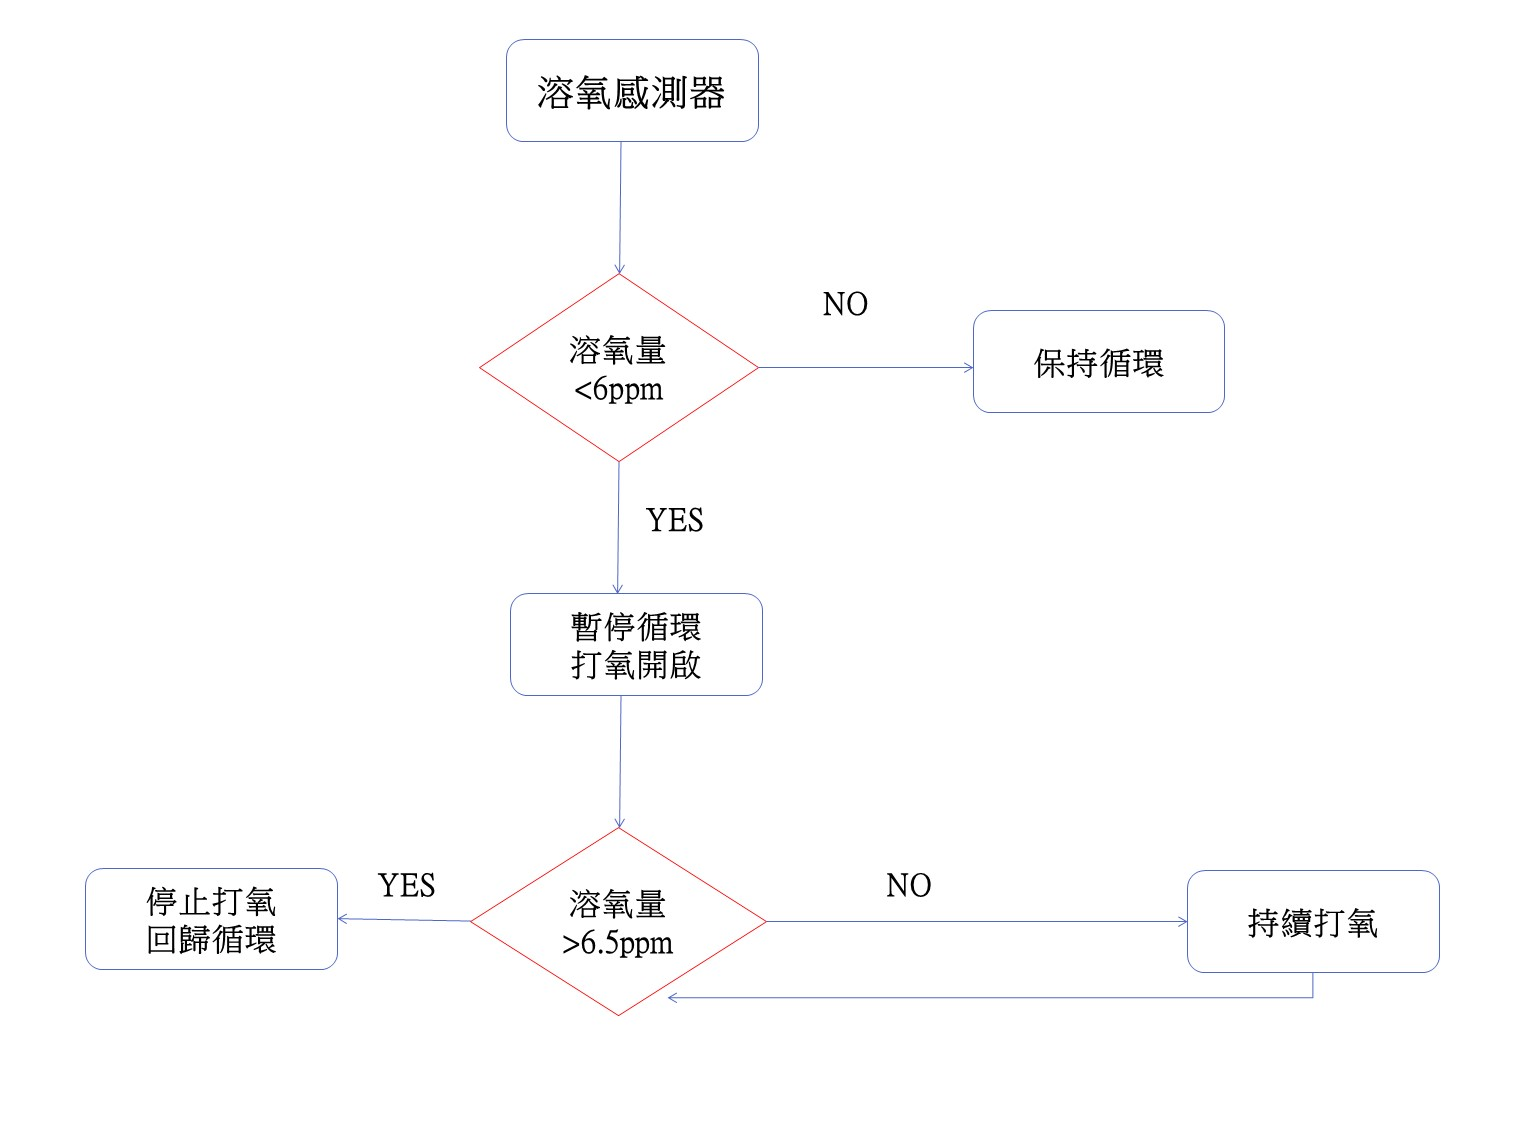 溶氧感測器
溶氧量
<6ppm
NO
保持循環
YES
暫停循環
打氧開啟
溶氧量
>6.5ppm
YES
停止打氧
回歸循環
NO
持續打氧